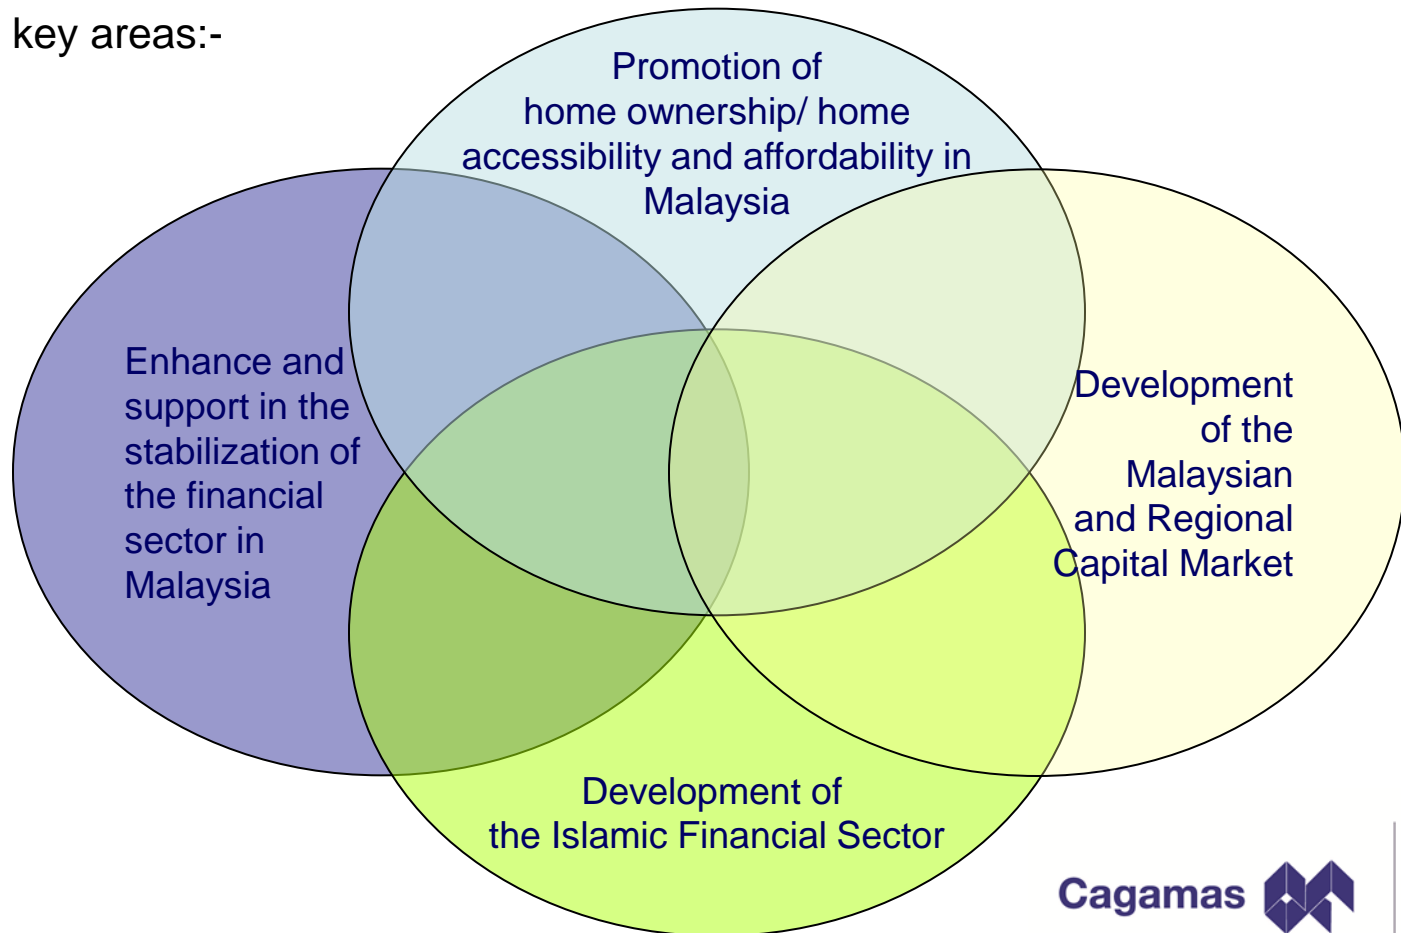 key areas:-
Promotion of
home ownership/ home
accessibility and affordability in
Malaysia
Enhance and
support in the
stabilization of
the financial
sector in
Malaysia
Development
of the
Malaysian
and Regional
Capital Market
Development of
the Islamic Financial Sector
Cagamas